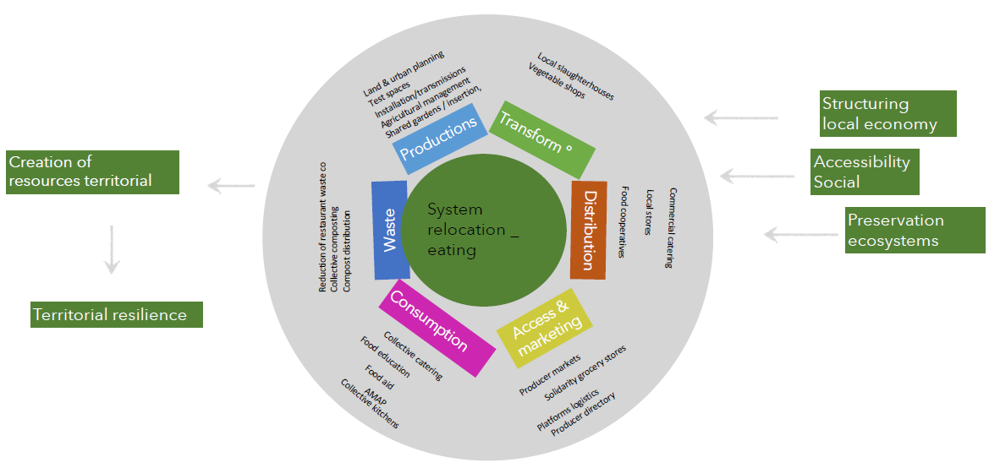 Land & urban planning
Test spaces
Installation/transmissions
Agricultural management
Shared gardens / insertion,
Productions
Local slaughterhouses
Vegetable shops
Transform °
Structuring
local economy
Accessibility
Social
Preservation
ecosystems
Creation of
resources territorial
Territorial resilience
Reduction of restaurant waste co
Collective composting
Compost distribution
Waste
System
relocation _
eating
Distribution
Food cooperatives
Local stores
Commercial catering
Consumption
Collective catering
Food education
Food aid
AMAP
Collective kitchens
Access &
marketing
Producer markets
Solidarity grocery stores
Platforms logistics
Producer directory